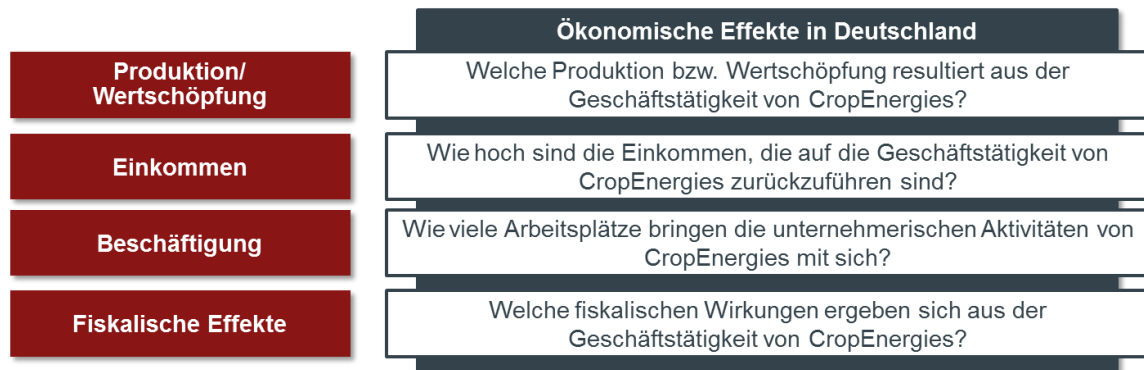 Ökonomische Effekte in Deutschland
Produktion/
Wertschöpfung
Welche Produktion bzw. Wertschöpfung resultiert aus der
Geschäftstätigkeit von CropEnergies?
Einkommen
Wie hoch sind die Einkommen, die auf die Geschäftstätigkeit von
CropEnergies zurückzuführen sind?
Beschäftigung
Wie viele Arbeitsplätze bringen die unternehmerischen Aktivitäten von
CropEnergies mit sich?
Fiskalische Effekte
Welche fiskalischen Wirkungen ergeben sich aus der
Geschäftstätigkeit von CropEnergies?